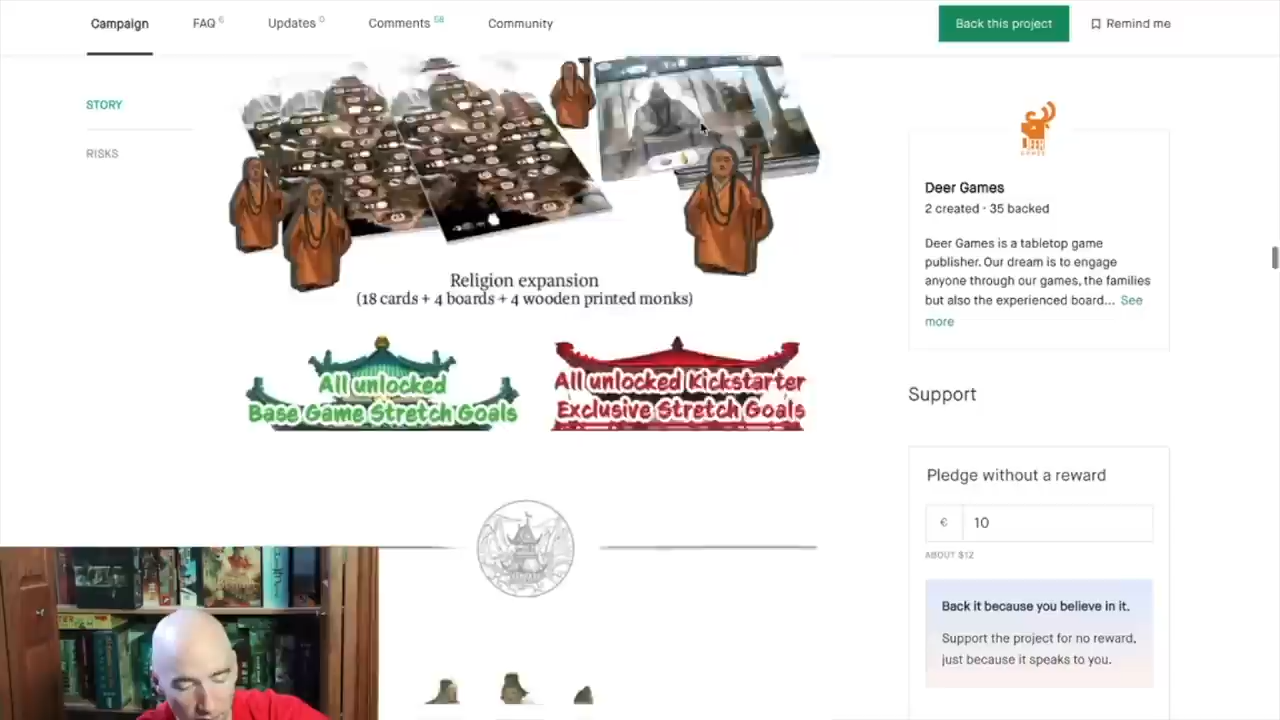 Campaign
FAQ 6
Updates 0
Comments 58
Community
Back this project
Remind me
STORY
RISKS
Religion expansion
(18 cards + 4 boards + 4 wooden printed monks)
All unlocked
Base Game Stretch Goals
All unlocked Kickstarter
Exclusive Stretch Goals
DEER
GAMES
Deer Games
2 created · 35 backed
Deer Games is a tabletop game
publisher. Our dream is to engage
anyone through our games, the families
but also the experienced board... See
more
Support
Pledge without a reward
€ 10
ABOUT $12
Back it because you believe in it.
Support the project for no reward,
just because it speaks to you.